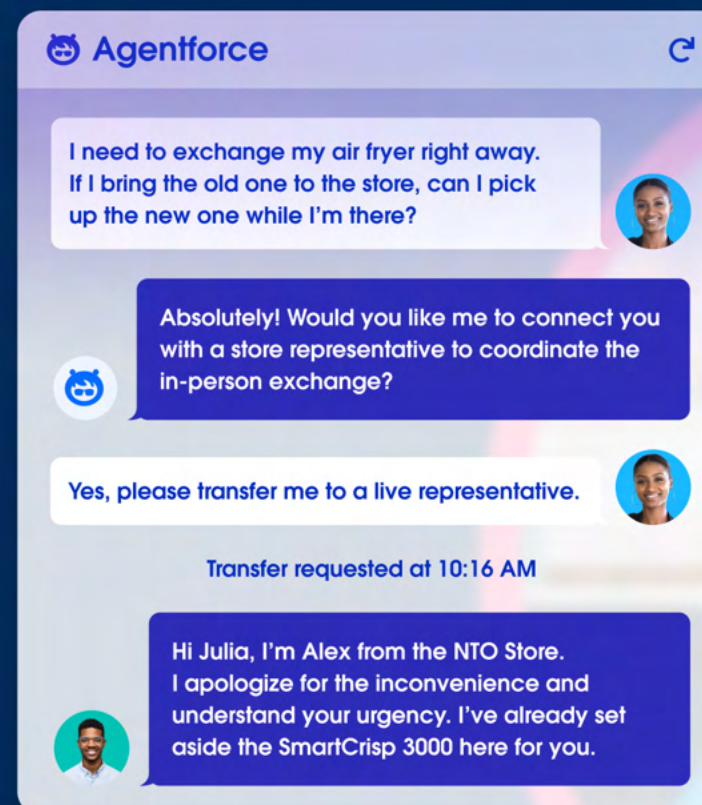 Agentforce
I need to exchange my air fryer right away.
If I bring the old one to the store, can I pick
up the new one while I’m there?
Absolutely! Would you like me to connect you
with a store representative to coordinate the
in-person exchange?
Yes, please transfer me to a live representative.
Transfer requested at 10:16 AM
Hi Julia, I’m Alex from the NTO Store.
I apologize for the inconvenience and
understand your urgency. I’ve already set
aside the SmartCrisp 3000 here for you.